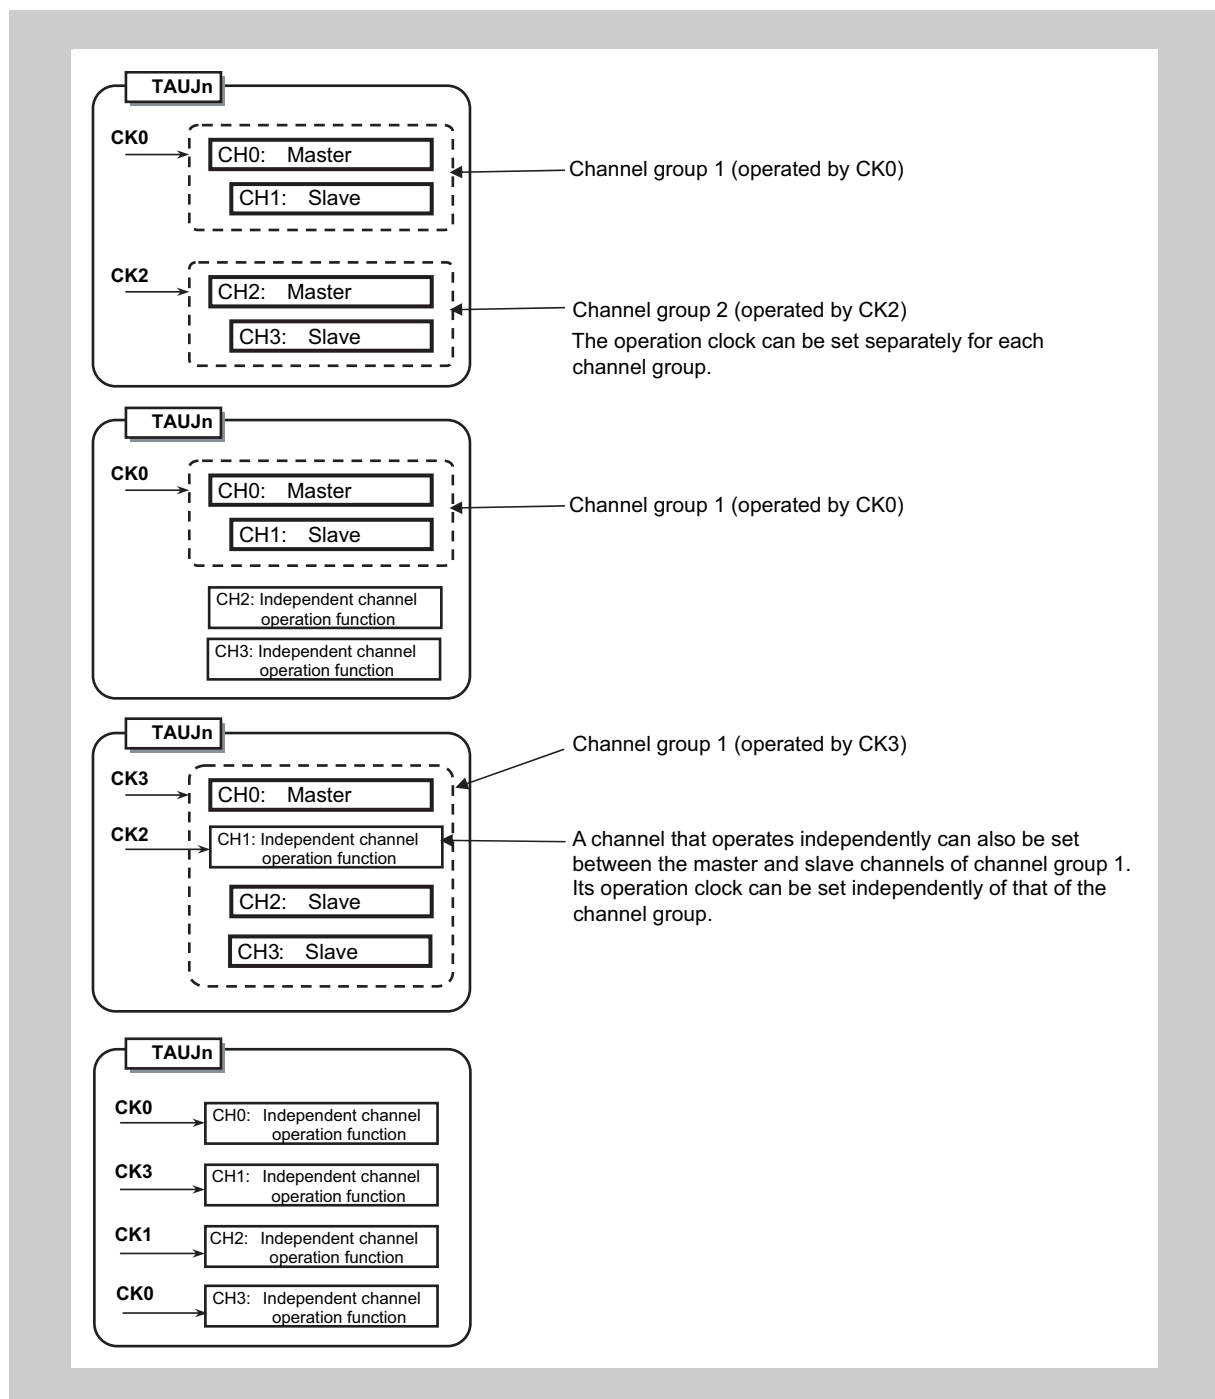 TAUJn
CK0
CH0: Master
CH1: Slave
Channel group 1 (operated by CK0)
CK2
CH2: Master
CH3: Slave
Channel group 2 (operated by CK2)
The operation clock can be set separately for each
channel group.
TAUJn
CK0
CH0: Master
CH1: Slave
Channel group 1 (operated by CK0)
CH2: Independent channel
operation function
CH3: Independent channel
operation function
TAUJn
Channel group 1 (operated by CK3)
CK3
CH0: Master
CK2
CH1: Independent channel
operation function
A channel that operates independently can also be set
between the master and slave channels of channel group 1.
Its operation clock can be set independently of that of the
channel group.
CH2: Slave
CH3: Slave
TAUJn
CK0
CH0: Independent channel
operation function
CK3
CH1: Independent channel
operation function
CK1
CH2: Independent channel
operation function
CK0
CH3: Independent channel
operation function